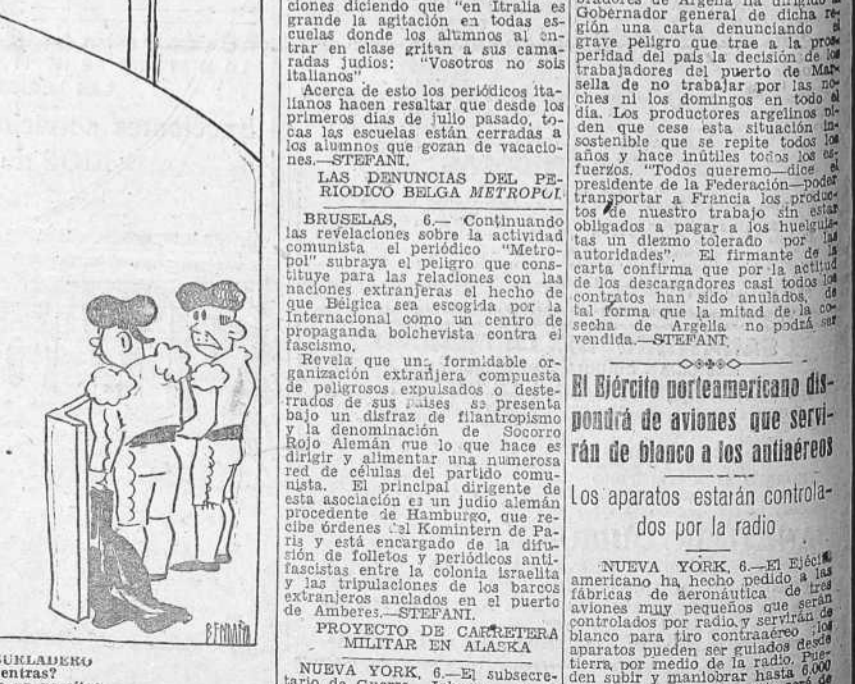 BENDAÑA
BURLADERO
entras?
ciones diciendo que "en Itralia es
grande la agitación en todas es-
cuelas donde los alumnos al en-
trar en clase gritan a sus cama-
radas judios: "Vosotros no sois
italianos".
Acerca de esto los periódicos ita-
lianos hacen resaltar que desde los
primeros días de julio pasado, to-
cas las escuelas están cerradas a
los alumnos que gozan de vacacio-
nes.—STEFANI.
LAS DENUNCIAS DEL PE-
RIODICO BELGA METROPOL
BRUSELAS, 6.— Continuando
las revelaciones sobre la actividad
comunista el periódico "Metro-
pol" subraya el peligro que cons-
tituye para las relaciones con las
naciones extranjeras el hecho de
que Bélgica sea escogida por la
Internacional como un centro de
propaganda bolchevista contra el
fascismo.
Revela que una formidable or-
ganización extranjera compuesta
de peligrosos expulsados o deste-
rrados de sus países se presenta
bajo un disfraz de filantropismo
y la denominación de Socorro
Rojo Alemán que lo que hace es
dirigir y alimentar una numerosa
red de células del partido comu-
nista. El principal dirigente de
esta asociación es un judio alemán
procedente de Hamburgo, que re-
cibe órdenes del Komintern de Pa-
ris y está encargado de la difu-
sión de folletos y periódicos anti-
fascistas entre la colonia israelita
y las tripulaciones de los barcos
extranjeros anclados en el puerto
de Amberes.—STEFANI.
PROYECTO DE CARRETERA
MILITAR EN ALASKA
NUEVA YORK, 6.—El subsecre-
tario de Guerra,
bradores de Argelia ha dirigido al
Gobernador general de dicha re-
gión una carta denunciando el
grave peligro que trae a la pros-
peridad del país la decisión de los
trabajadores del puerto de Mar-
sella de no trabajar por las no-
ches ni los domingos en todo el
día. Los productores argelinos pi-
den que cese esta situación in-
sostenible que se repite todos los
años y hace inútiles todos los es-
fuerzos. "Todos queremo—dice el
presidente de la Federación—poder
transportar a Francia los produc-
tos de nuestro trabajo sin estar
obligados a pagar a los huelguis-
tas un diezmo tolerado por las
autoridades". El firmante de la
carta confirma que por la actitud
de los descargadores casi todos los
contratos han sido anulados, de
tal forma que la mitad de la co-
secha de Argelia no podrá ser
vendida.—STEFANI.
El Ejército norteamericano dis-
pondrá de aviones que servi-
rán de blanco a los antiaéreos
Los aparatos estarán controla-
dos por la radio
NUEVA YORK, 6.—El Ejército
americano ha hecho pedido a las
fábricas de aeronáutica de tres
aviones muy pequeños que serán
controlados por radio y servirán de
blanco para tiro contraaéreo los
aparatos pueden ser guiados desde
tierra, por medio de la radio. Pue-
den subir y maniobrar hasta 6,000